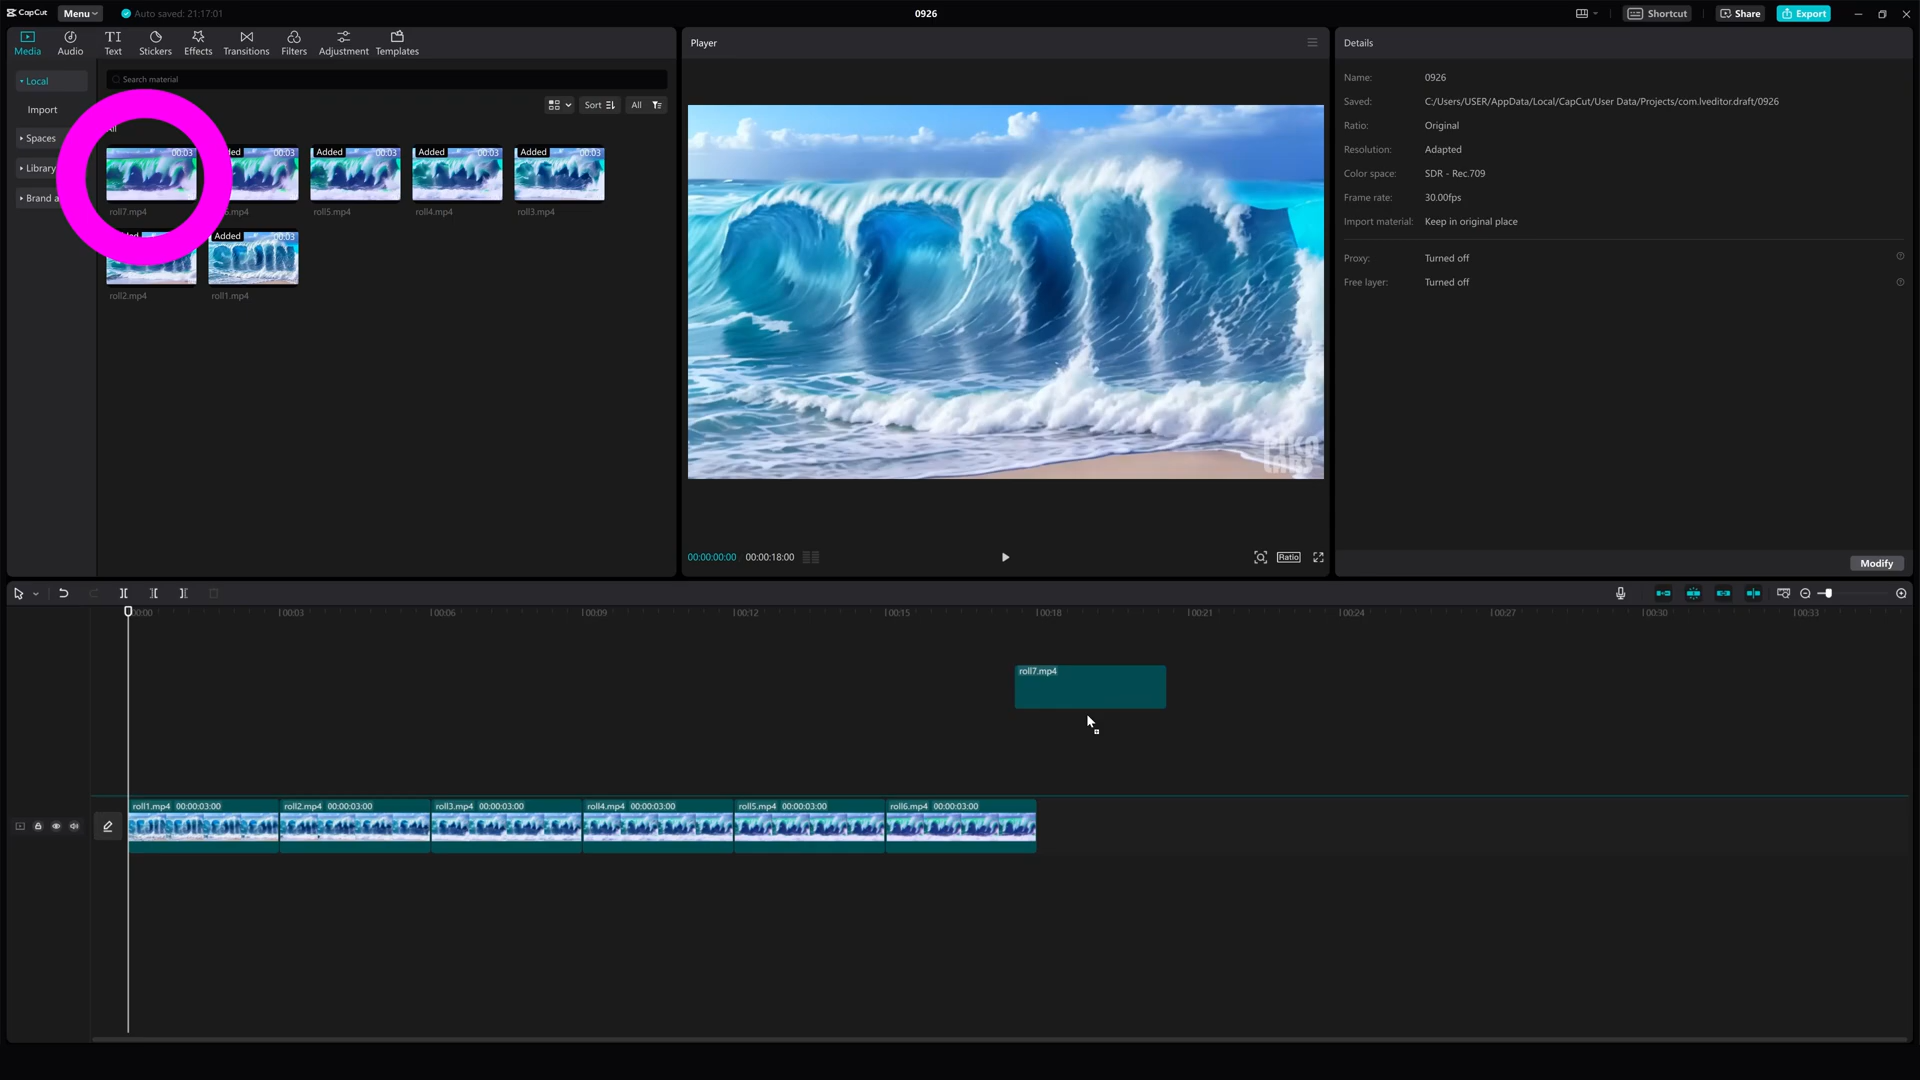 CapCut
Menu
Auto saved: 21:17:01
0926
Shortcut
Share
Export
Media
Audio
Text
Stickers
Effects
Transitions
Filters
Adjustment
Templates
Player
Details
Local
Search material
Import
Sort
All
Spaces
Library
Brand
00:03
Added
00:03
Added
00:03
Added
00:03
roll7.mp4
roll5.mp4
roll4.mp4
roll3.mp4
Added
00:03
SEJIN
roll2.mp4
roll1.mp4
PIKA
LABS
Name:
0926
Saved:
C:/Users/USER/AppData/Local/CapCut/User Data/Projects/com.lveditor.draft/0926
Ratio:
Original
Resolution:
Adapted
Color space:
SDR - Rec.709
Frame rate:
30.00fps
Import material:
Keep in original place
Proxy:
Turned off
Free layer:
Turned off
00:00:00:00
00:00:18:00
Ratio
Modify
00:00
00:03
00:06
00:09
00:12
00:15
00:18
00:21
00:24
00:27
00:30
00:33
roll7.mp4
roll1.mp4 00:00:03:00
roll2.mp4 00:00:03:00
roll3.mp4 00:00:03:00
roll4.mp4 00:00:03:00
roll5.mp4 00:00:03:00
roll6.mp4 00:00:03:00